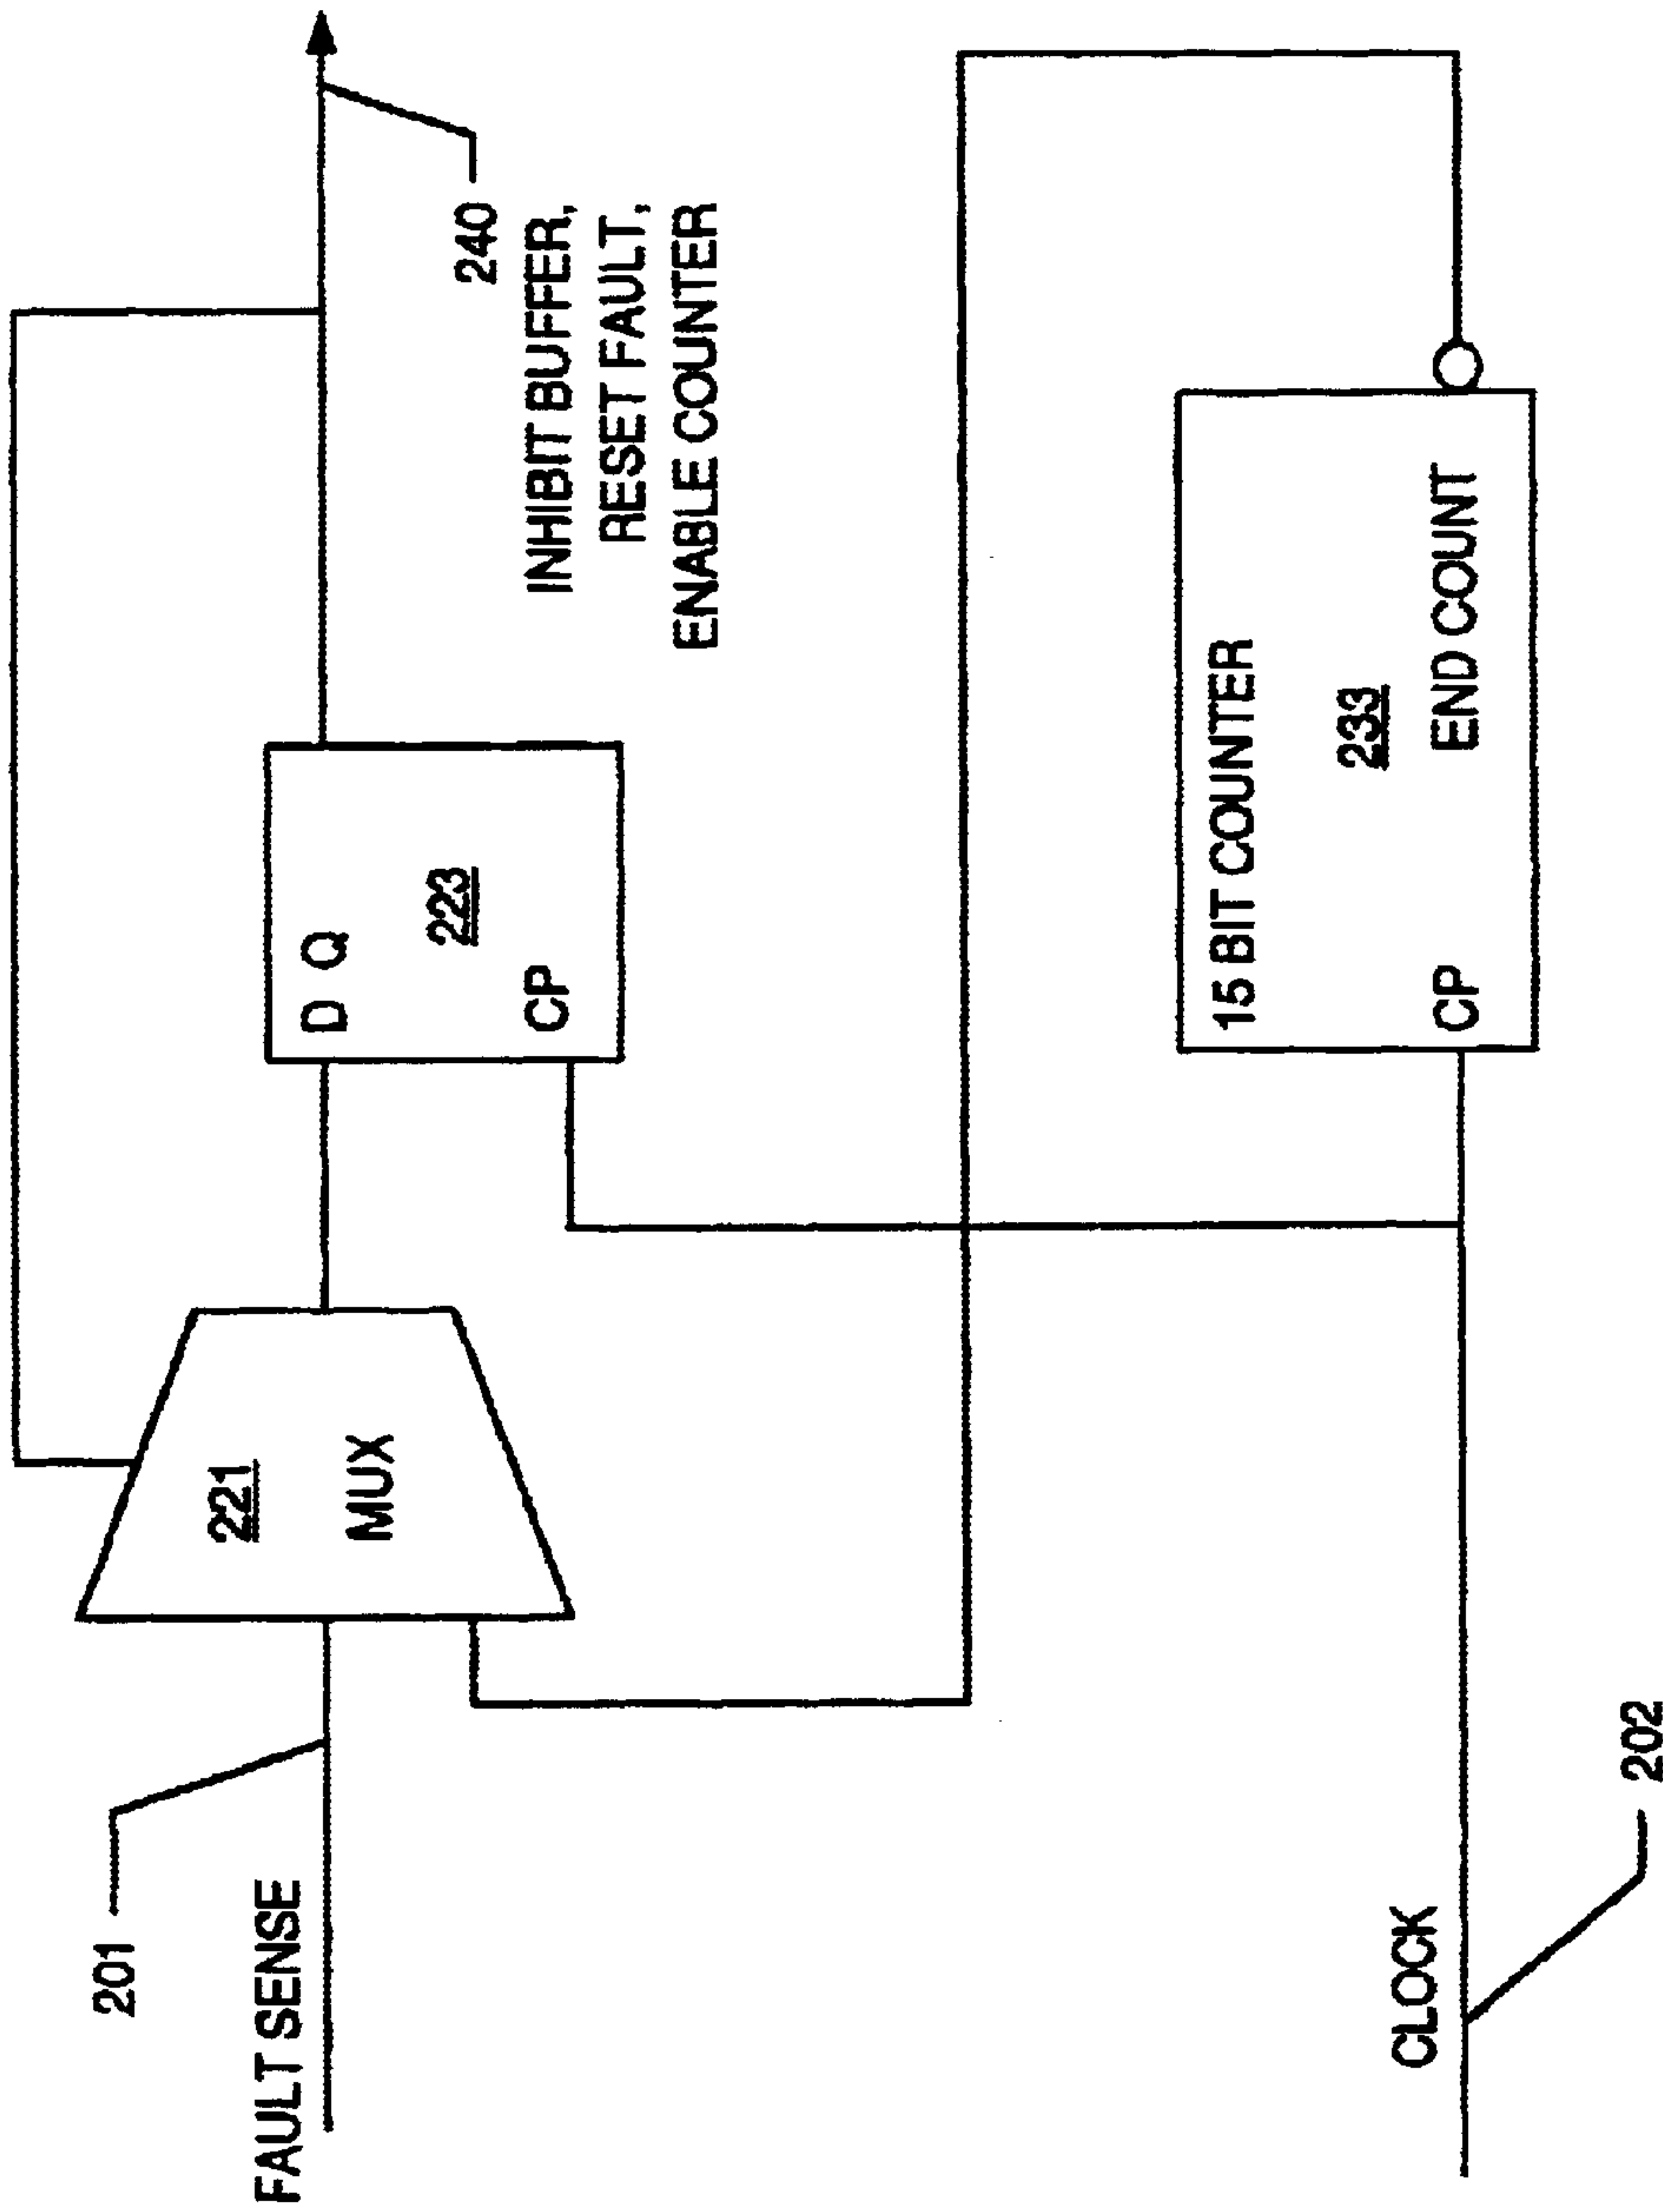 201
FAULT SENSE
221
MUX
D Q
223
CP
240
INHIBIT BUFFER,
RESET FAULT,
ENABLE COUNTER
15 BIT COUNTER
233
CP
END COUNT
CLOCK
202